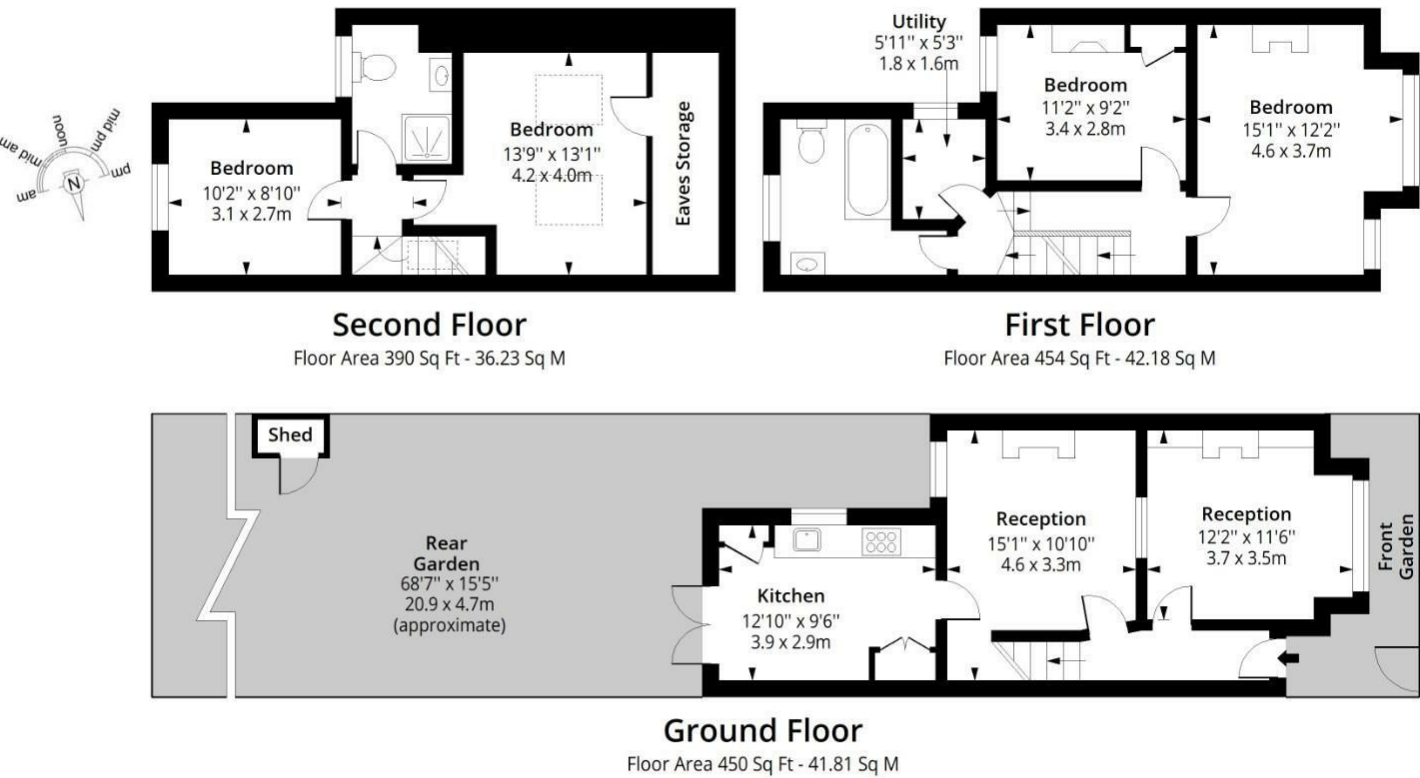 Utility
5'11" x 5'3"
1.8 x 1.6m
noon
mid pm
mid am
pm
am
N
Bedroom
10'2" x 8'10"
3.1 x 2.7m
Bedroom
13'9" x 13'1"
4.2 x 4.0m
Eaves Storage
Bedroom
11'2" x 9'2"
3.4 x 2.8m
Bedroom
15'1" x 12'2"
4.6 x 3.7m
Second Floor
Floor Area 390 Sq Ft - 36.23 Sq M
First Floor
Floor Area 454 Sq Ft - 42.18 Sq M
Shed
Rear
Garden
68'7" x 15'5"
20.9 x 4.7m
(approximate)
Kitchen
12'10" x 9'6"
3.9 x 2.9m
Reception
15'1" x 10'10"
4.6 x 3.3m
Reception
12'2" x 11'6"
3.7 x 3.5m
Front
Garden
Ground Floor
Floor Area 450 Sq Ft - 41.81 Sq M